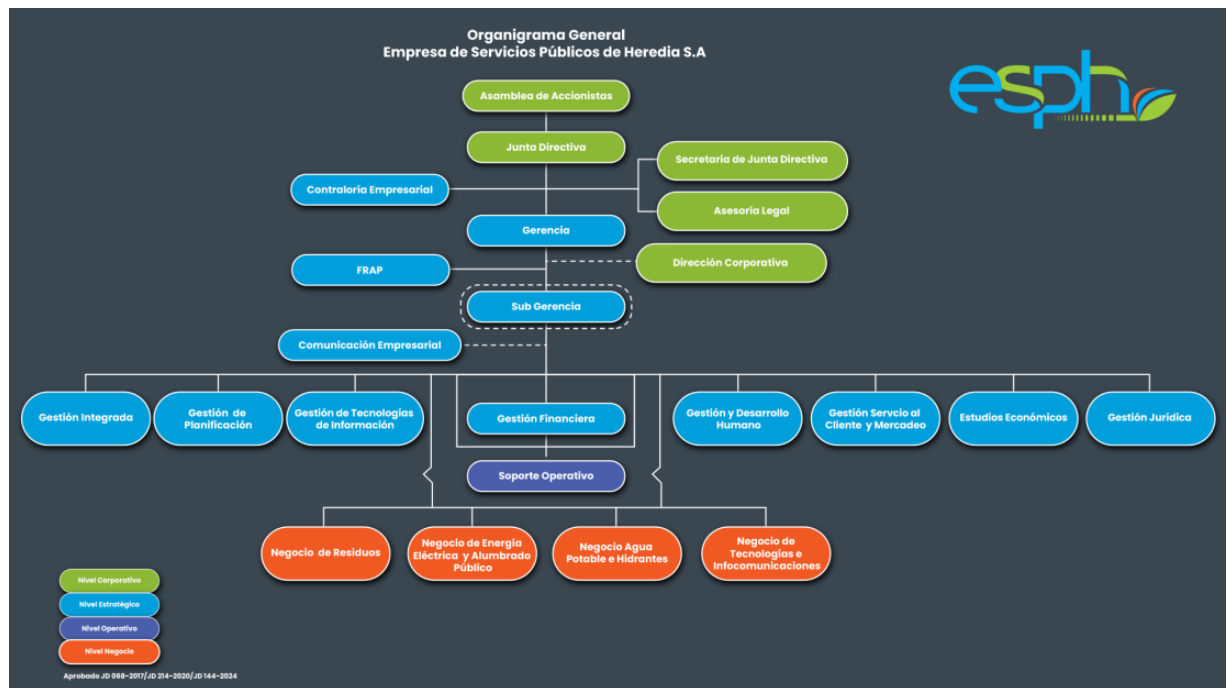 Organigrama General
Empresa de Servicios Públicos de Heredia S.A
esph
Asamblea de Accionistas
Junta Directiva
Secretaria de Junta Directiva
Contraloría Empresarial
Asesoría Legal
Gerencia
Dirección Corporativa
FRAP
Sub Gerencia
Comunicación Empresarial
Gestión Integrada
Gestión de
Planificación
Gestión de Tecnologías
de Información
Gestión Financiera
Gestión y Desarrollo
Humano
Gestión Servcio al
Cliente y Mercadeo
Estudios Económicos
Gestión Jurídica
Soporte Operativo
Negocio de Residuos
Negocio de Energía
Eléctrica y Alumbrado
Público
Negocio Agua
Potable e Hidrantes
Negocio de
Tecnologías e
Infocomunicaciones
Nivel Corporativo
Nivel Estratégico
Nivel Operativo
Nivel Negocio
Aprobado JD 068-2017/JD 214-2020/JD 144-2024